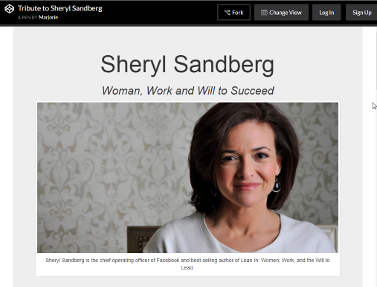 Tribute to Sheryl Sandberg
A PEN BY Marjorie
Fork
Change View
Log In
Sign Up
Sheryl Sandberg
Woman, Work and Will to Succeed
Sheryl Sandberg is the chief operating officer of Facebook and best-selling author of Lean In: Women, Work, and the Will to
Lead